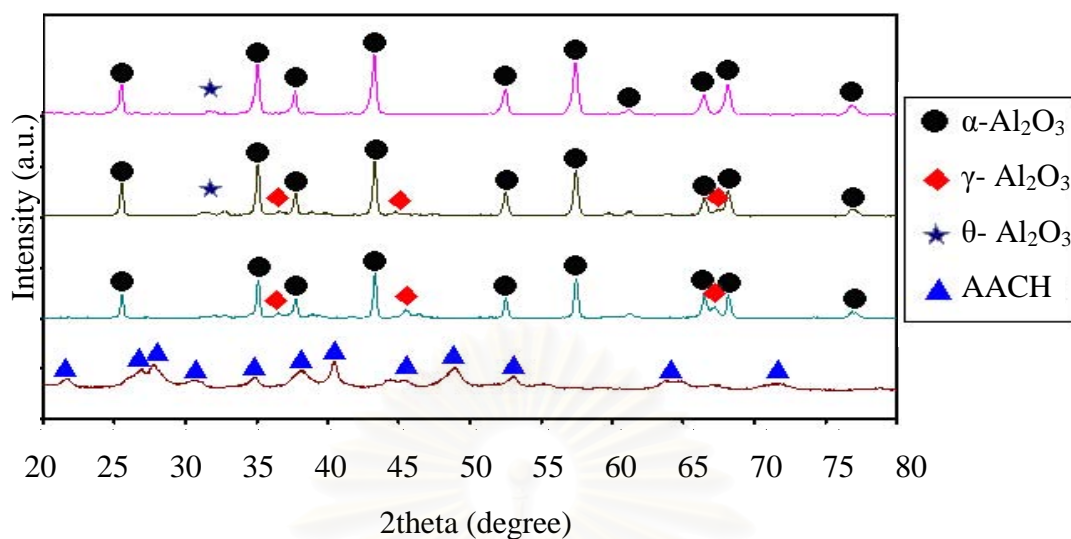 Intensity (a.u.)
α-Al₂O₃
γ- Al₂O₃
θ- Al₂O₃
AACH
20 25 30 35 40 45 50 55 60 65 70 75 80
2theta (degree)